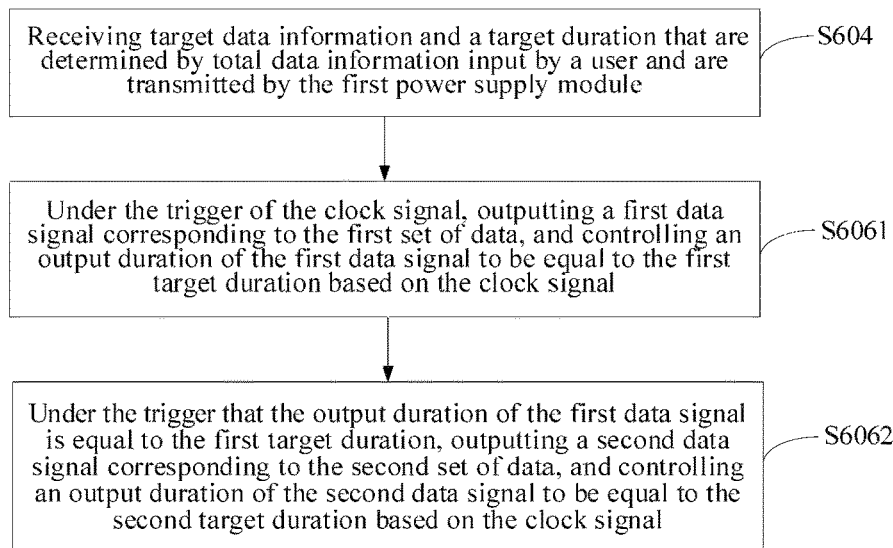 Receiving target data information and a target duration that are
determined by total data information input by a user and are
transmitted by the first power supply module
S604
Under the trigger of the clock signal, outputting a first data
signal corresponding to the first set of data, and controlling an
output duration of the first data signal to be equal to the first
target duration based on the clock signal
S6061
Under the trigger that the output duration of the first data signal
is equal to the first target duration, outputting a second data
signal corresponding to the second set of data, and controlling
an output duration of the second data signal to be equal to the
second target duration based on the clock signal
S6062